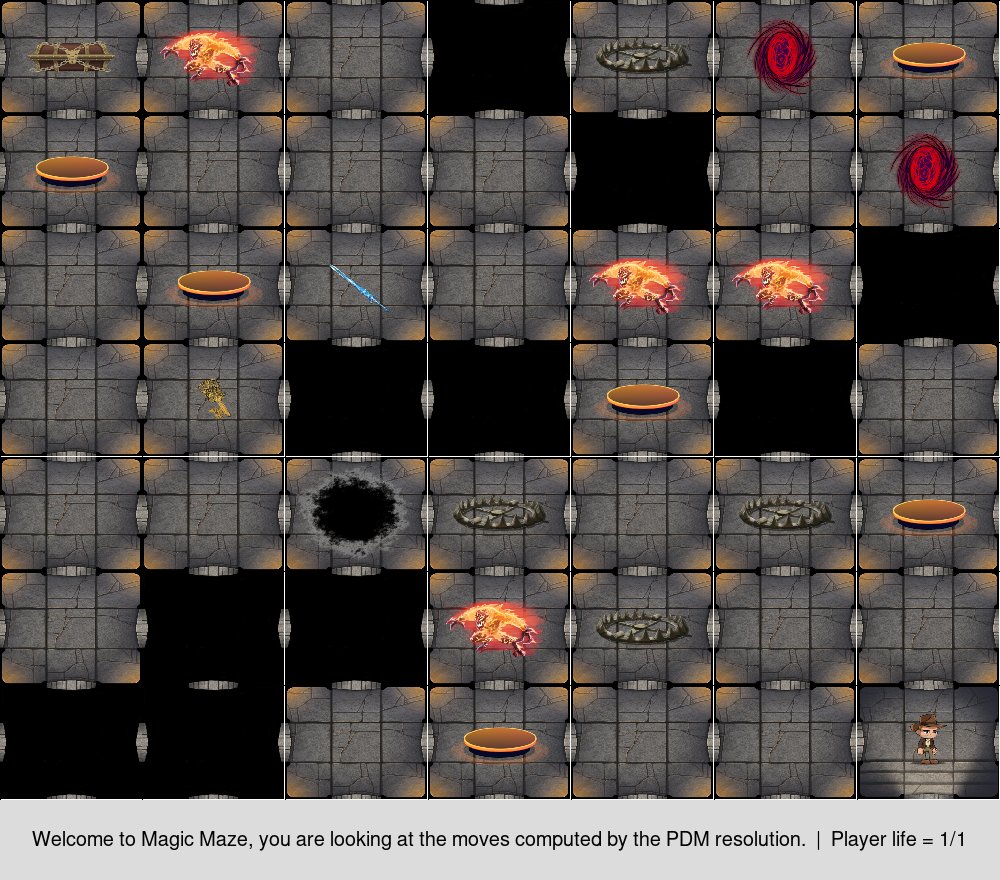 Welcome to Magic Maze, you are looking at the moves computed by the PDM resolution.  |  Player life = 1/1